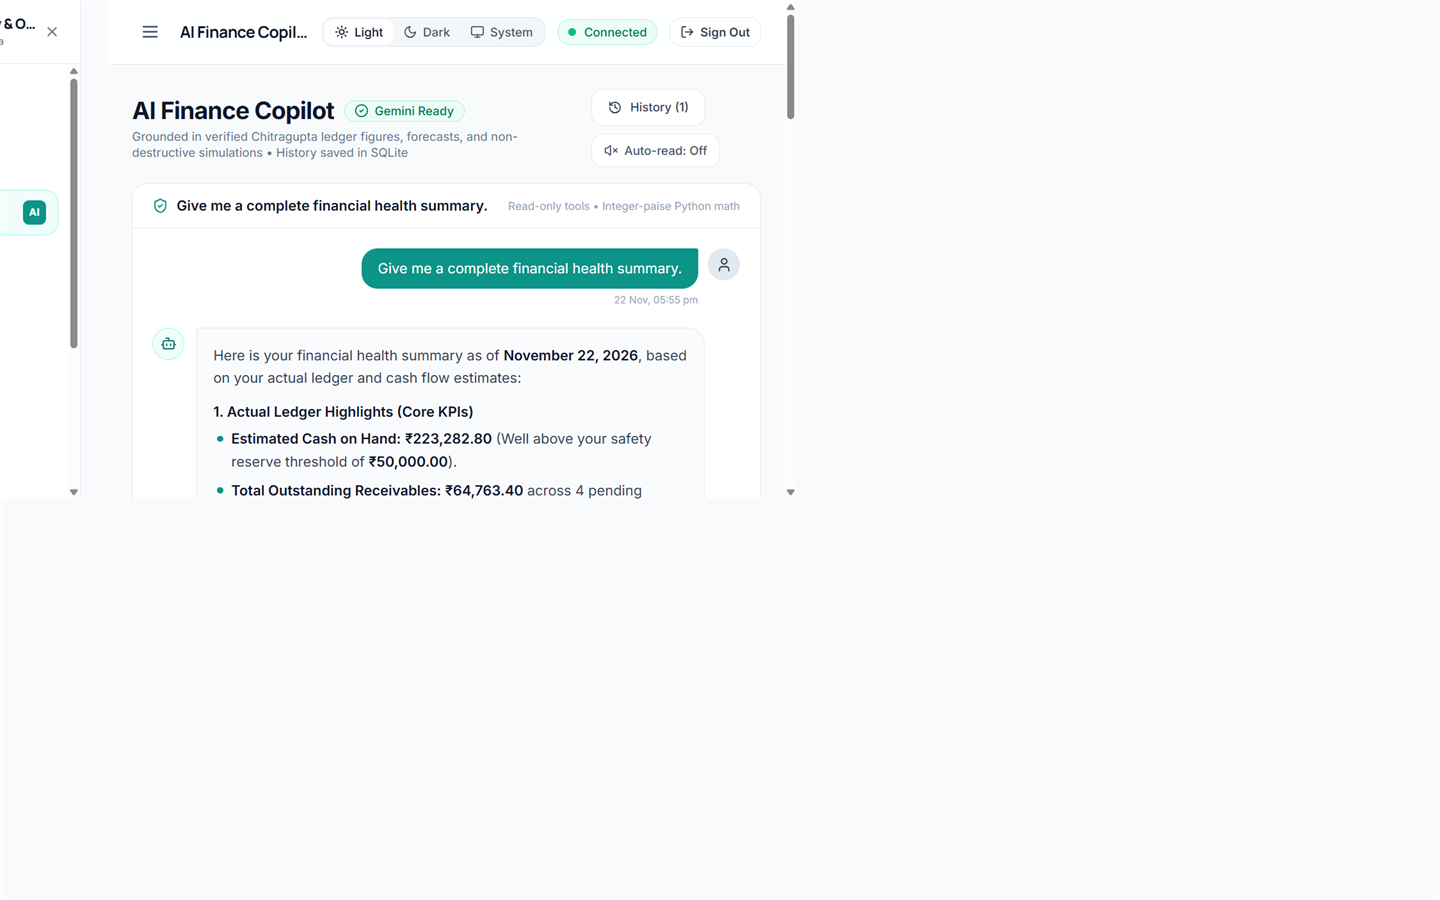 & O...
a
AI
AI Finance Copil...
Light
Dark
System
Connected
Sign Out
AI Finance Copilot
Gemini Ready
Grounded in verified Chitragupta ledger figures, forecasts, and non-
destructive simulations • History saved in SQLite
History (1)
Auto-read: Off
Give me a complete financial health summary.
Read-only tools • Integer-paise Python math
Give me a complete financial health summary.
22 Nov, 05:55 pm
Here is your financial health summary as of November 22, 2026, based
on your actual ledger and cash flow estimates:
1. Actual Ledger Highlights (Core KPIs)
• Estimated Cash on Hand: ₹223,282.80 (Well above your safety
reserve threshold of ₹50,000.00).
• Total Outstanding Receivables: ₹64,763.40 across 4 pending